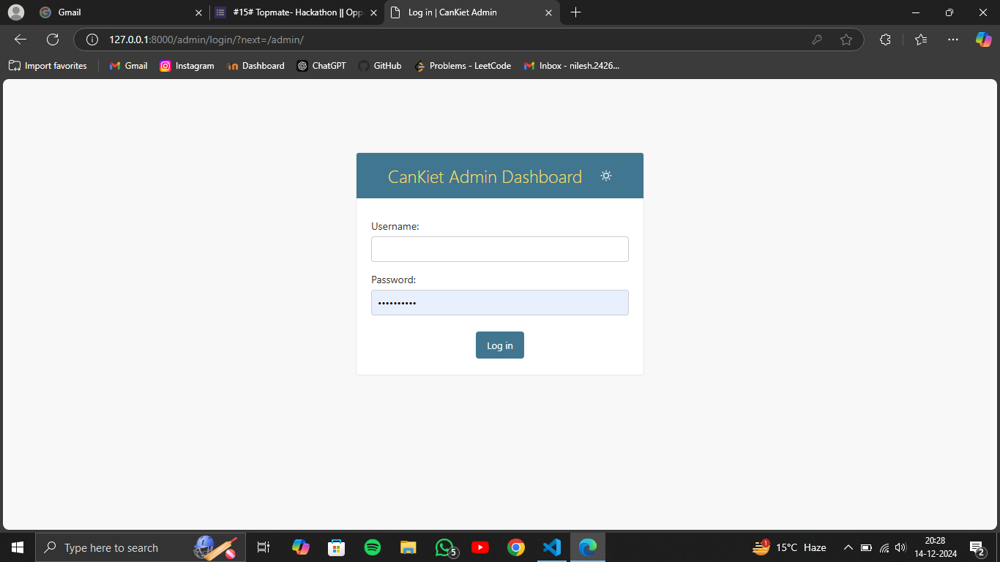 Gmail
#15# Topmate- Hackathon || Opp
Log in | CanKiet Admin
127.0.0.1:8000/admin/login/?next=/admin/
Import favorites
Gmail
Instagram
Dashboard
ChatGPT
GitHub
Problems - LeetCode
Inbox - nilesh.2426...
CanKiet Admin Dashboard
Username:
Password:
••••••••••
Log in
Type here to search
5
1
15°C Haze
20:28
14-12-2024
2